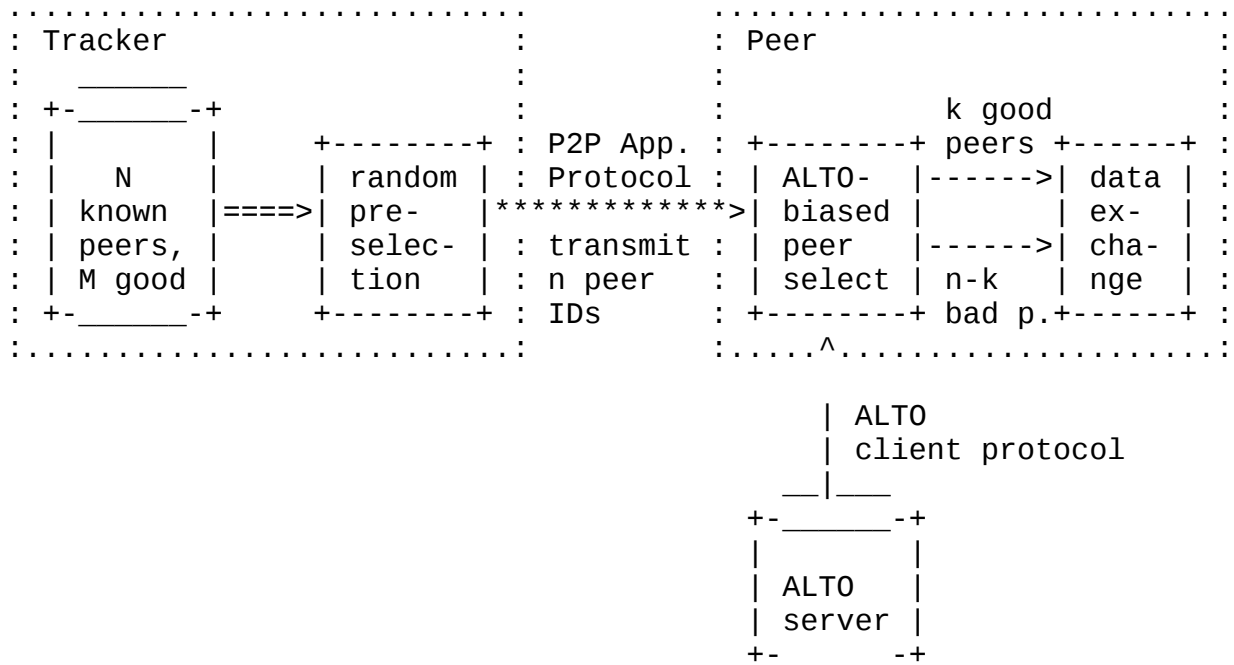 Tracker Peer
k good
P2P App. peers
N random Protocol ALTO- data
known pre- biased ex-
peers, selec- transmit peer cha-
M good tion n peer select n-k nge
IDs bad p.
ALTO
client protocol
ALTO
server